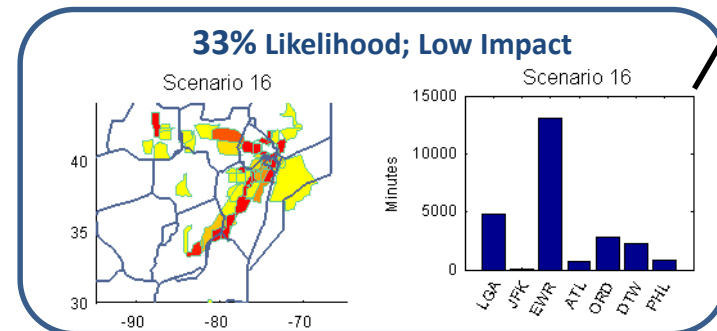 33% Likelihood; Low Impact
Scenario 16
40
35
30
-90
-80
-70
Scenario 16
15000
10000
5000
0
Minutes
LGA
JFK
EWR
ATL
ORD
DTW
PHL